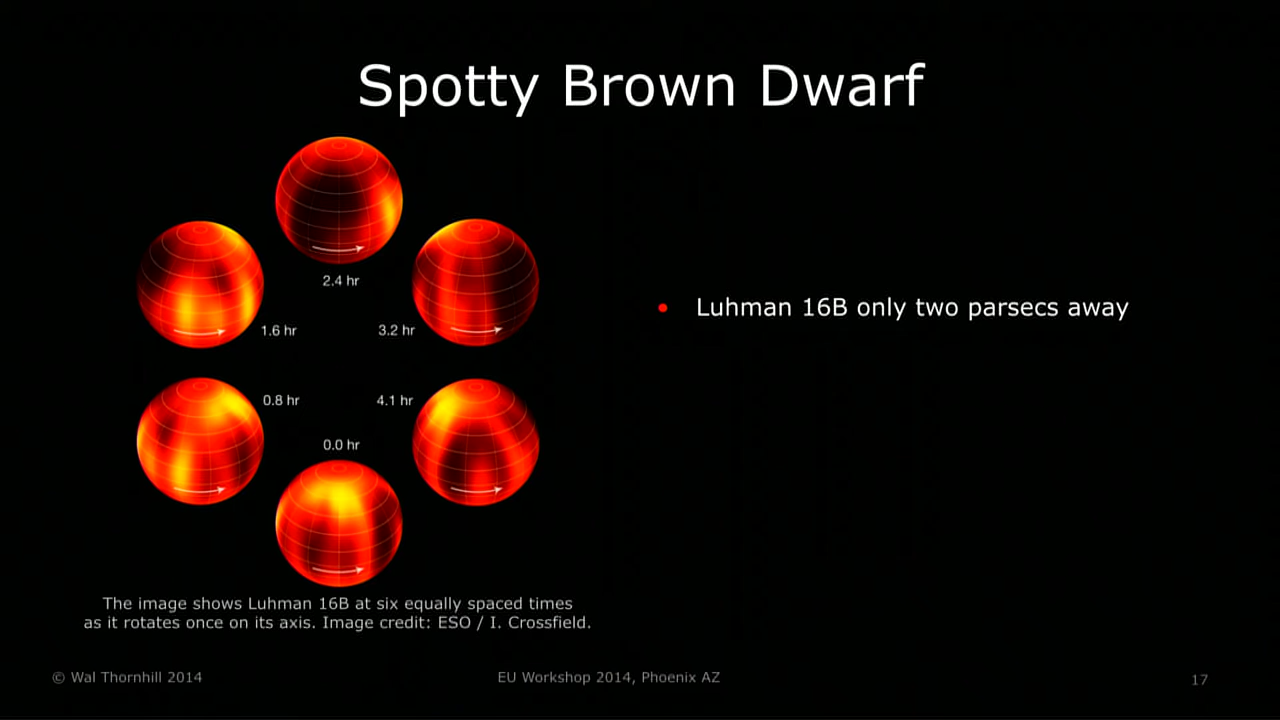 Spotty Brown Dwarf
2.4 hr
1.6 hr
3.2 hr
0.8 hr
4.1 hr
0.0 hr
The image shows Luhman 16B at six equally spaced times
as it rotates once on its axis. Image credit: ESO / I. Crossfield.
• Luhman 16B only two parsecs away
© Wal Thornhill 2014
EU Workshop 2014, Phoenix AZ
17